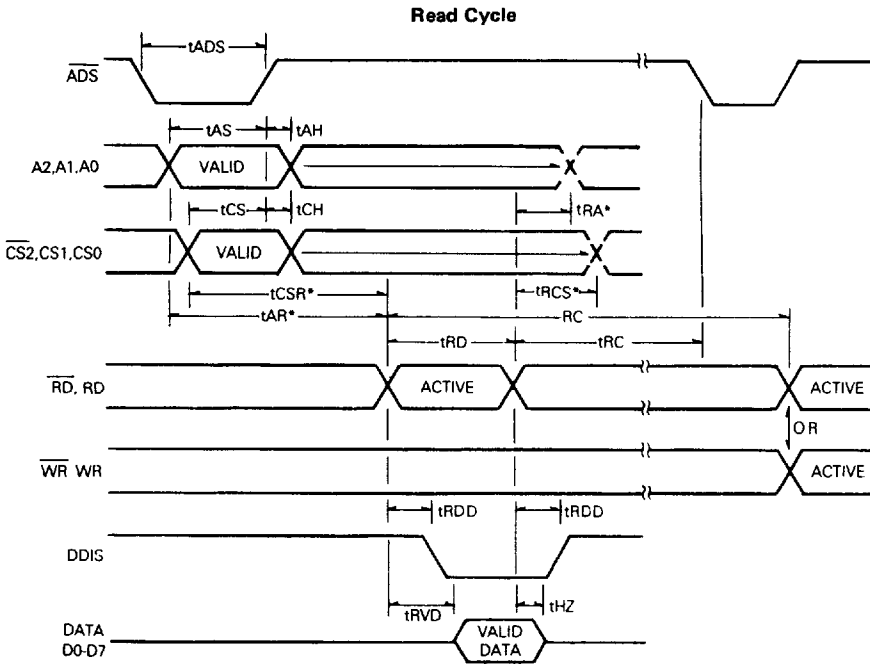 Read Cycle
tADS
ADS
tAS tAH
A2,A1,A0 VALID
tCS tCH tRA*
CS2,CS1,CS0 VALID
tCSR* tRCS*
tAR* RC
tRD tRC
RD, RD ACTIVE ACTIVE
OR
WR WR ACTIVE
tRDD tRDD
DDIS
tRVD tHZ
DATA
D0-D7
VALID
DATA